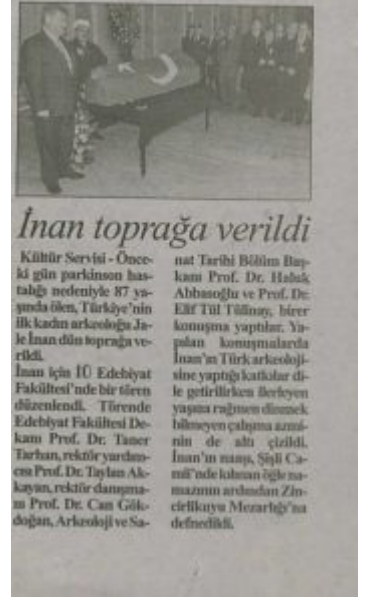 İnan toprağa verildi
Kültür Servisi - Önce-
ki gün parkinson has-
talığı nedeniyle 87 ya-
şında ölen, Türkiye'nin
ilk kadın arkeoloğu Ja-
le İnan dün toprağa ve-
rildi.
İnan için İÜ Edebiyat
Fakültesi'nde bir tören
düzenlendi. Törende
Edebiyat Fakültesi De-
kanı Prof. Dr. Taner
Tarhan, rektör yardım-
cısı Prof. Dr. Taylan Ak-
kayan, rektör danışma-
nı Prof. Dr. Can Gök-
doğan, Arkeoloji ve Sa-
nat Tarihi Bölüm Baş-
kanı Prof. Dr. Haluk
Abbasoğlu ve Prof. Dr.
Elif Tül Tülinay, birer
konuşma yaptılar. Ya-
pılan konuşmalarda
İnan'ın Türk arkeoloji-
sine yaptığı katkılar di-
le getirilirken ilerleyen
yaşına rağmen dinmek
bilmeyen çalışma azmi-
nin de altı çizildi.
İnan'ın naaşı, Şişli Ca-
mii'nde kılınan öğle na-
mazının ardından Zin-
cirlikuyu Mezarlığı'na
defnedildi.